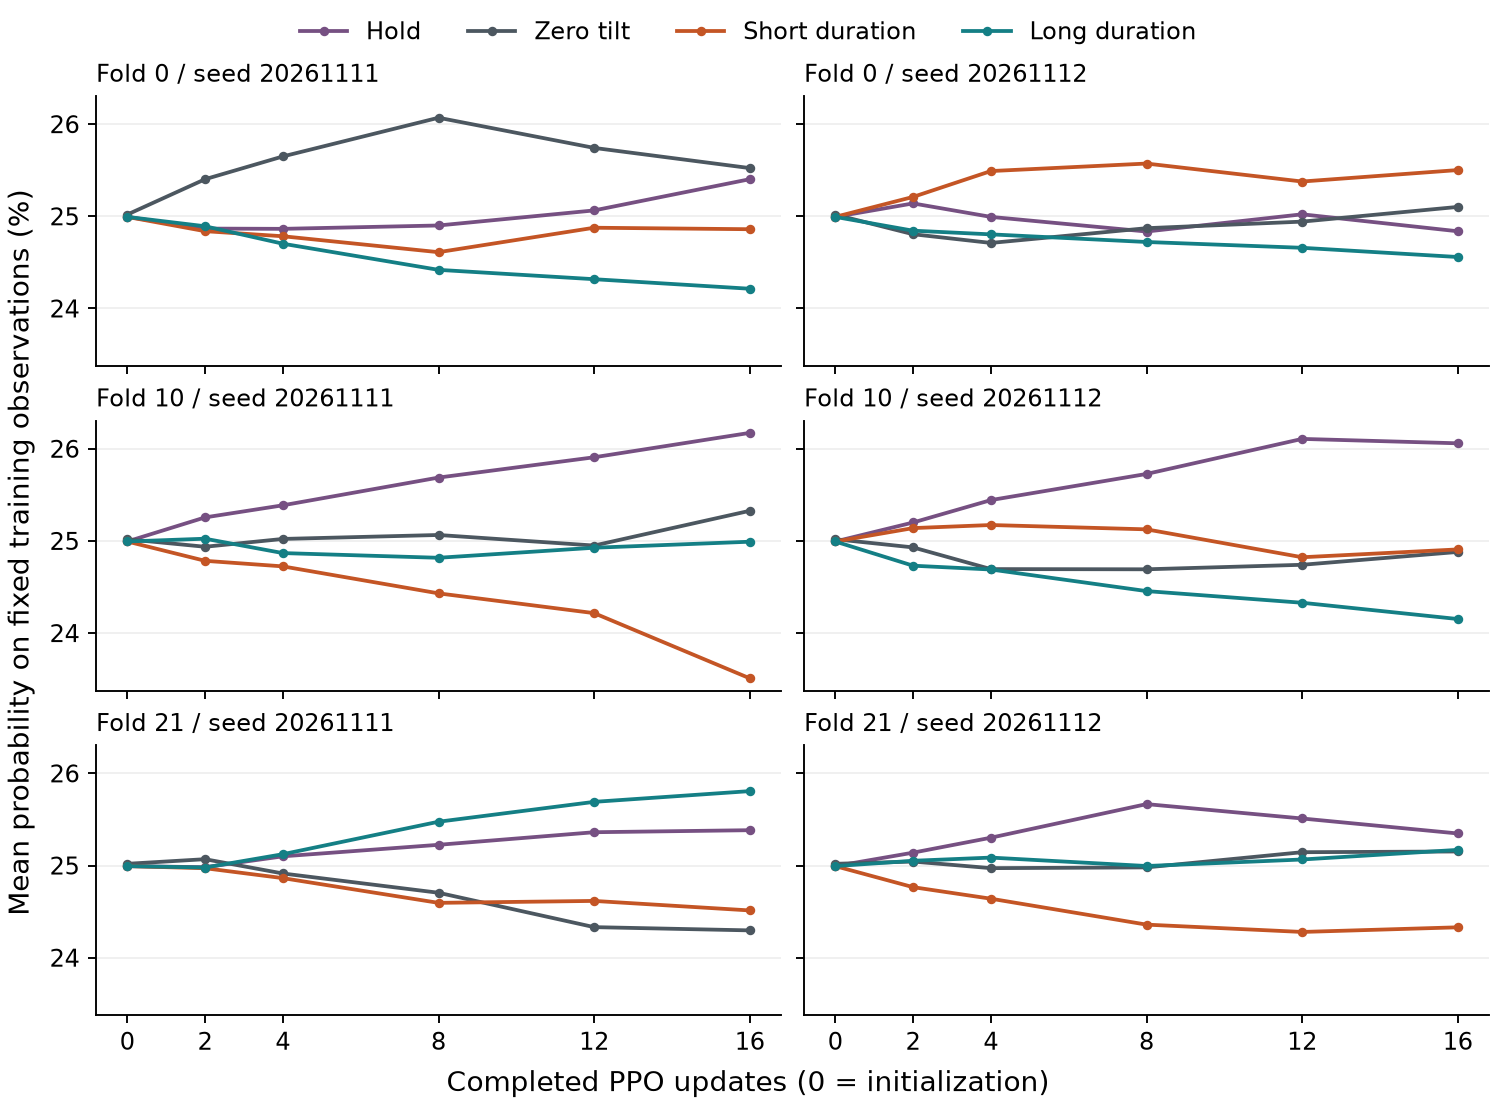 Hold Zero tilt Short duration Long duration
Fold 0 / seed 20261111
Fold 0 / seed 20261112
26
25
24
Fold 10 / seed 20261111
Fold 10 / seed 20261112
26
25
24
Fold 21 / seed 20261111
Fold 21 / seed 20261112
26
25
24
0 2 4 8 12 16
0 2 4 8 12 16
Mean probability on fixed training observations (%)
Completed PPO updates (0 = initialization)